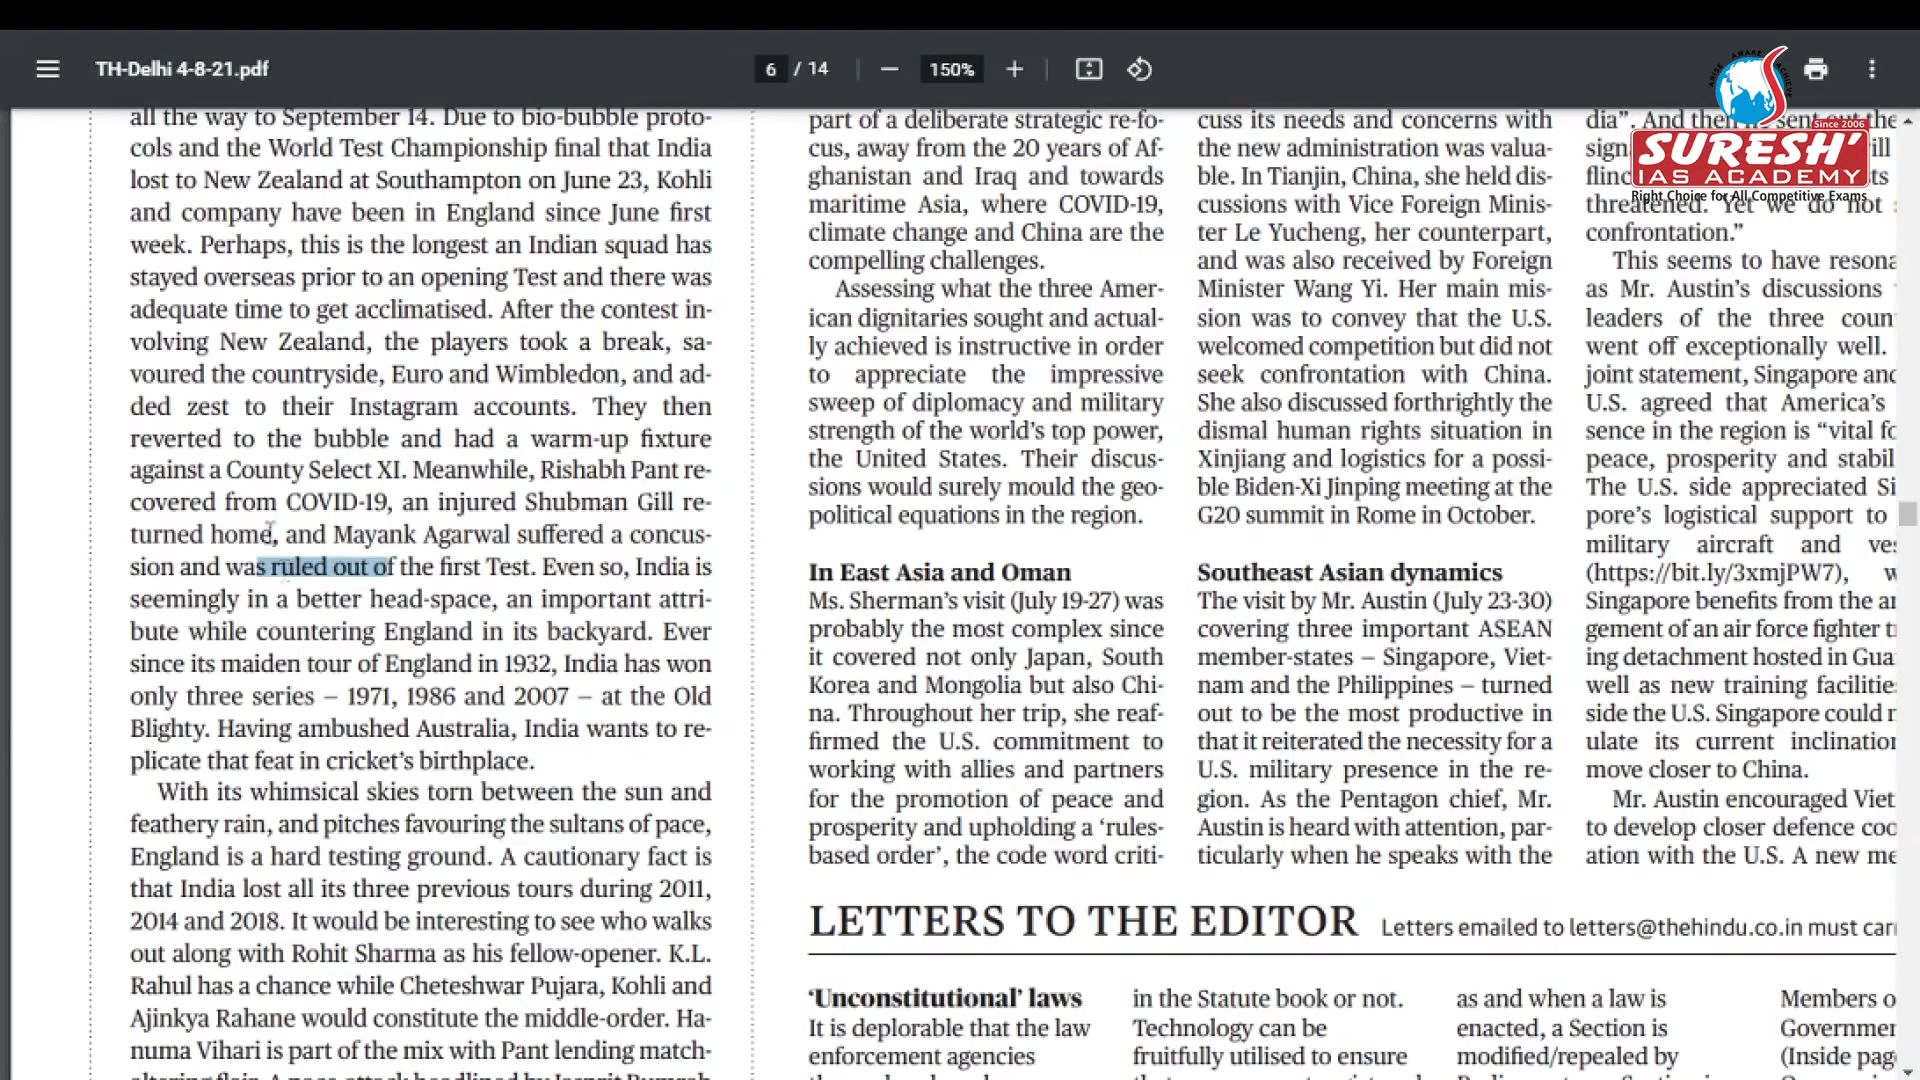 TH-Delhi 4-8-21.pdf
6 / 14
150%
ARISE AWAKE ACHIEVE
Since 2006
SURESH'
IAS ACADEMY
Right Choice for All Competitive Exams
all the way to September 14. Due to bio-bubble proto-
cols and the World Test Championship final that India
lost to New Zealand at Southampton on June 23, Kohli
and company have been in England since June first
week. Perhaps, this is the longest an Indian squad has
stayed overseas prior to an opening Test and there was
adequate time to get acclimatised. After the contest in-
volving New Zealand, the players took a break, sa-
voured the countryside, Euro and Wimbledon, and ad-
ded zest to their Instagram accounts. They then
reverted to the bubble and had a warm-up fixture
against a County Select XI. Meanwhile, Rishabh Pant re-
covered from COVID-19, an injured Shubman Gill re-
turned home, and Mayank Agarwal suffered a concus-
sion and was ruled out of the first Test. Even so, India is
seemingly in a better head-space, an important attri-
bute while countering England in its backyard. Ever
since its maiden tour of England in 1932, India has won
only three series – 1971, 1986 and 2007 – at the Old
Blighty. Having ambushed Australia, India wants to re-
plicate that feat in cricket's birthplace.
With its whimsical skies torn between the sun and
feathery rain, and pitches favouring the sultans of pace,
England is a hard testing ground. A cautionary fact is
that India lost all its three previous tours during 2011,
2014 and 2018. It would be interesting to see who walks
out along with Rohit Sharma as his fellow-opener. K.L.
Rahul has a chance while Cheteshwar Pujara, Kohli and
Ajinkya Rahane would constitute the middle-order. Ha-
numa Vihari is part of the mix with Pant lending match-
part of a deliberate strategic re-fo-
cus, away from the 20 years of Af-
ghanistan and Iraq and towards
maritime Asia, where COVID-19,
climate change and China are the
compelling challenges.
Assessing what the three Amer-
ican dignitaries sought and actual-
ly achieved is instructive in order
to appreciate the impressive
sweep of diplomacy and military
strength of the world's top power,
the United States. Their discus-
sions would surely mould the geo-
political equations in the region.
In East Asia and Oman
Ms. Sherman's visit (July 19-27) was
probably the most complex since
it covered not only Japan, South
Korea and Mongolia but also Chi-
na. Throughout her trip, she reaf-
firmed the U.S. commitment to
working with allies and partners
for the promotion of peace and
prosperity and upholding a 'rules-
based order', the code word criti-
cuss its needs and concerns with
the new administration was valua-
ble. In Tianjin, China, she held dis-
cussions with Vice Foreign Minis-
ter Le Yucheng, her counterpart,
and was also received by Foreign
Minister Wang Yi. Her main mis-
sion was to convey that the U.S.
welcomed competition but did not
seek confrontation with China.
She also discussed forthrightly the
dismal human rights situation in
Xinjiang and logistics for a possi-
ble Biden-Xi Jinping meeting at the
G20 summit in Rome in October.
Southeast Asian dynamics
The visit by Mr. Austin (July 23-30)
covering three important ASEAN
member-states – Singapore, Viet-
nam and the Philippines – turned
out to be the most productive in
that it reiterated the necessity for a
U.S. military presence in the re-
gion. As the Pentagon chief, Mr.
Austin is heard with attention, par-
ticularly when he speaks with the
dia". And then he sent out the
sign
flinc
threatened. Yet we do not
confrontation."
This seems to have resona
as Mr. Austin's discussions
leaders of the three coun
went off exceptionally well.
joint statement, Singapore and
U.S. agreed that America's
sence in the region is "vital fo
peace, prosperity and stabil
The U.S. side appreciated Si
pore's logistical support to
military aircraft and ves
(https://bit.ly/3xmjPW7), w
Singapore benefits from the ar
gement of an air force fighter t
ing detachment hosted in Gua
well as new training facilitie
side the U.S. Singapore could
ulate its current inclination
move closer to China.
Mr. Austin encouraged Viet
to develop closer defence coo
ation with the U.S. A new me
LETTERS TO THE EDITOR Letters emailed to letters@thehindu.co.in must car
'Unconstitutional' laws
It is deplorable that the law
enforcement agencies
in the Statute book or not.
Technology can be
fruitfully utilised to ensure
as and when a law is
enacted, a Section is
modified/repealed by
Members o
Governmen
(Inside pag